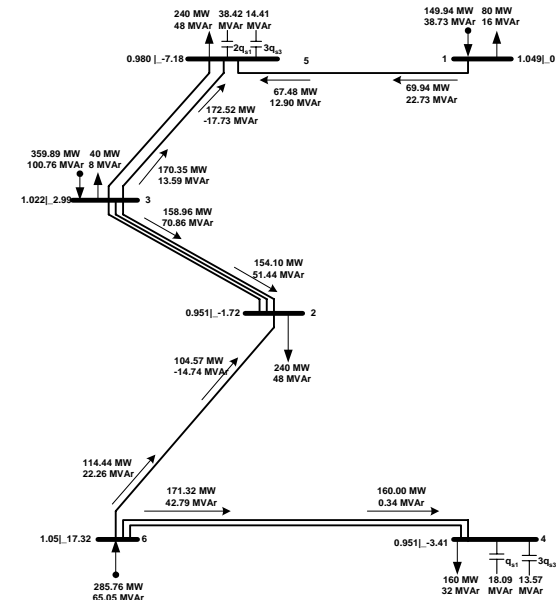 240 MW 38.42 14.41
48 MVAr MVAr MVAr
149.94 MW 80 MW
38.73 MVAr 16 MVAr
2qs1 3qs3
0.980 |_-7.18 5
1 1.049|_0
67.48 MW
12.90 MVAr
69.94 MW
22.73 MVAr
172.52 MW
-17.73 MVAr
359.89 MW 40 MW
100.76 MVAr 8 MVAr
170.35 MW
13.59 MVAr
1.022|_2.99 3
158.96 MW
70.86 MVAr
154.10 MW
51.44 MVAr
0.951|_-1.72 2
104.57 MW
-14.74 MVAr
240 MW
48 MVAr
114.44 MW
22.26 MVAr
171.32 MW
42.79 MVAr
160.00 MW
0.34 MVAr
1.05|_17.32 6
0.951|_-3.41 4
qs1 3qs3
285.76 MW
65.05 MVAr
160 MW 18.09 13.57
32 MVAr MVAr MVAr